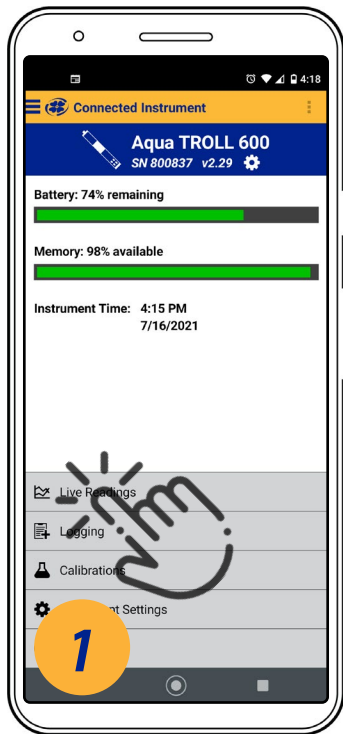 4:18
Connected Instrument
Aqua TROLL 600
SN 800837 v2.29
Battery: 74% remaining
Memory: 98% available
Instrument Time: 4:15 PM
7/16/2021
Live Readings
Logging
Calibrations
Settings
1